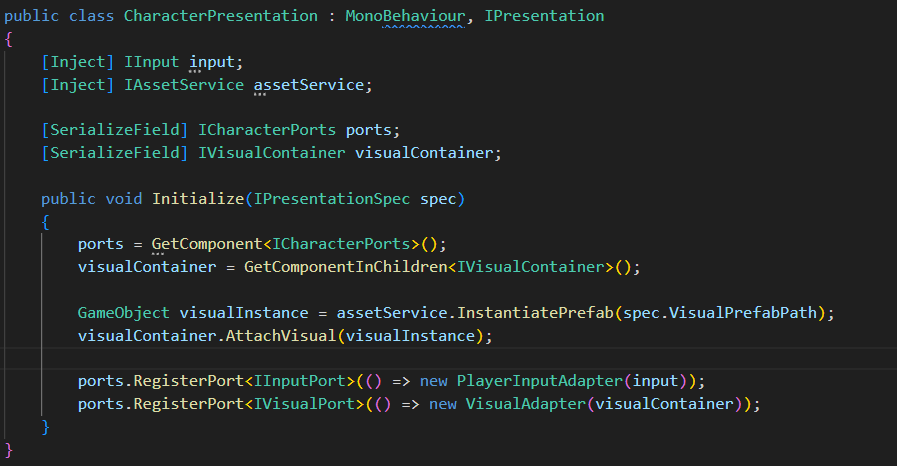 public class CharacterPresentation : MonoBehaviour, IPresentation
{
    [Inject] IInput input;
    [Inject] IAssetService assetService;

    [SerializeField] ICharacterPorts ports;
    [SerializeField] IVisualContainer visualContainer;

    public void Initialize(IPresentationSpec spec)
    {
        ports = GetComponent<ICharacterPorts>();
        visualContainer = GetComponentInChildren<IVisualContainer>();

        GameObject visualInstance = assetService.InstantiatePrefab(spec.VisualPrefabPath);
        visualContainer.AttachVisual(visualInstance);

        ports.RegisterPort<IInputPort>(() => new PlayerInputAdapter(input));
        ports.RegisterPort<IVisualPort>(() => new VisualAdapter(visualContainer));
    }
}